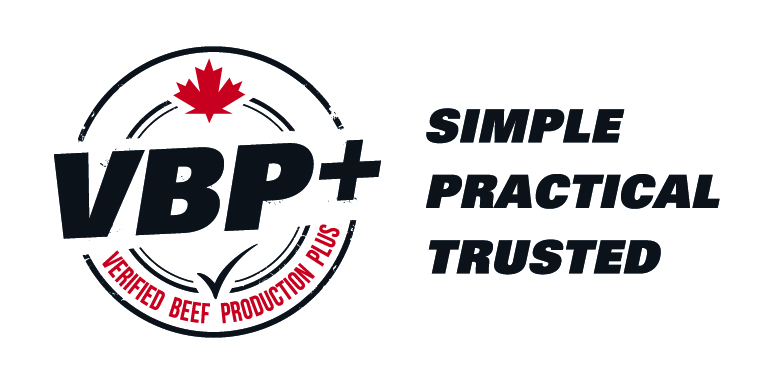 VBP+
VERIFIED BEEF PRODUCTION PLUS
SIMPLE
PRACTICAL
TRUSTED